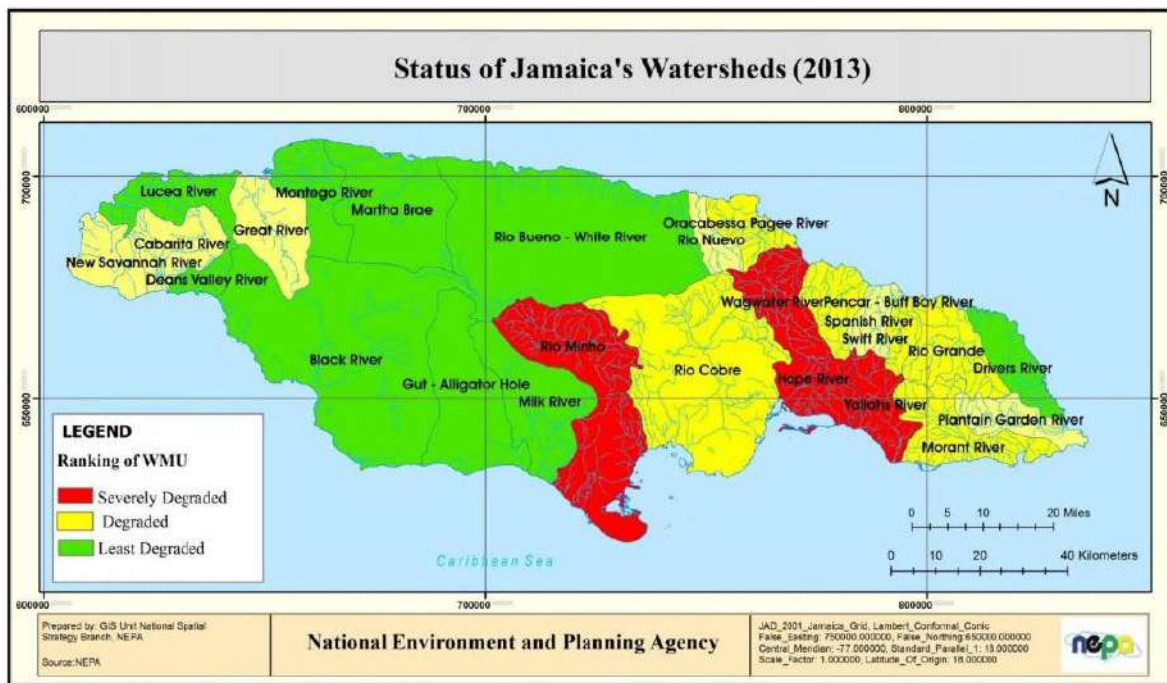 Status of Jamaica's Watersheds (2013)
600000
700000
800000
700000
700000
N
Lucea River
Montego River
Martha Brae
Great River
Cabarita River
New Savannah River
Deans Valley River
Rio Bueno - White River
Oracabessa Pagee River
Rio Nuevo
Wagwater River
Pencar - Buff Bay River
Spanish River
Swift River
Rio Grande
Drivers River
Rio Minho
Black River
Rio Cobre
Hope River
Gut - Alligator Hole
Milk River
Yallahs River
Plantain Garden River
Morant River
650000
650000
LEGEND
Ranking of WMU
Severely Degraded
Degraded
Least Degraded
0 5 10 20 Miles
0 10 20 40 Kilometers
Caribbean Sea
600000
700000
800000
Prepared by: GIS Unit National Spatial
Strategy Branch, NEPA
Source:NEPA
National Environment and Planning Agency
JAD_2001_Jamaica_Grid, Lambert_Conformal_Conic
False_Easting: 750000.000000, False_Northing:650000.000000
Central_Meridian: -77.000000, Standard_Parallel_1: 18.000000
Scale_Factor: 1.000000, Latitude_Of_Origin: 18.000000
nepa